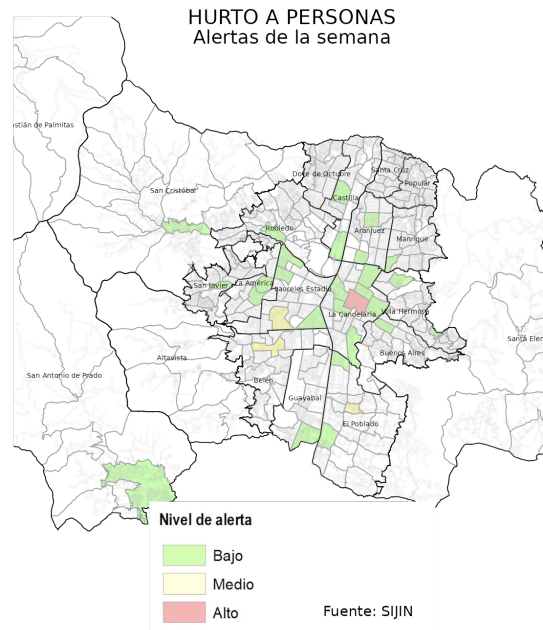 HURTO A PERSONAS
Alertas de la semana
Doce de Octubre
Santa Cruz
Popular
San Cristóbal
Castilla
Robledo
Aranjuez
Manrique
San Javier
La América
Laureles Estadio
La Candelaria
Villa Hermosa
Altavista
Buenos Aires
San Antonio de Prado
Belén
Guayabal
El Poblado
stián de Palmitas
Santa Elen
Nivel de alerta
Bajo
Medio
Alto
Fuente: SIJIN